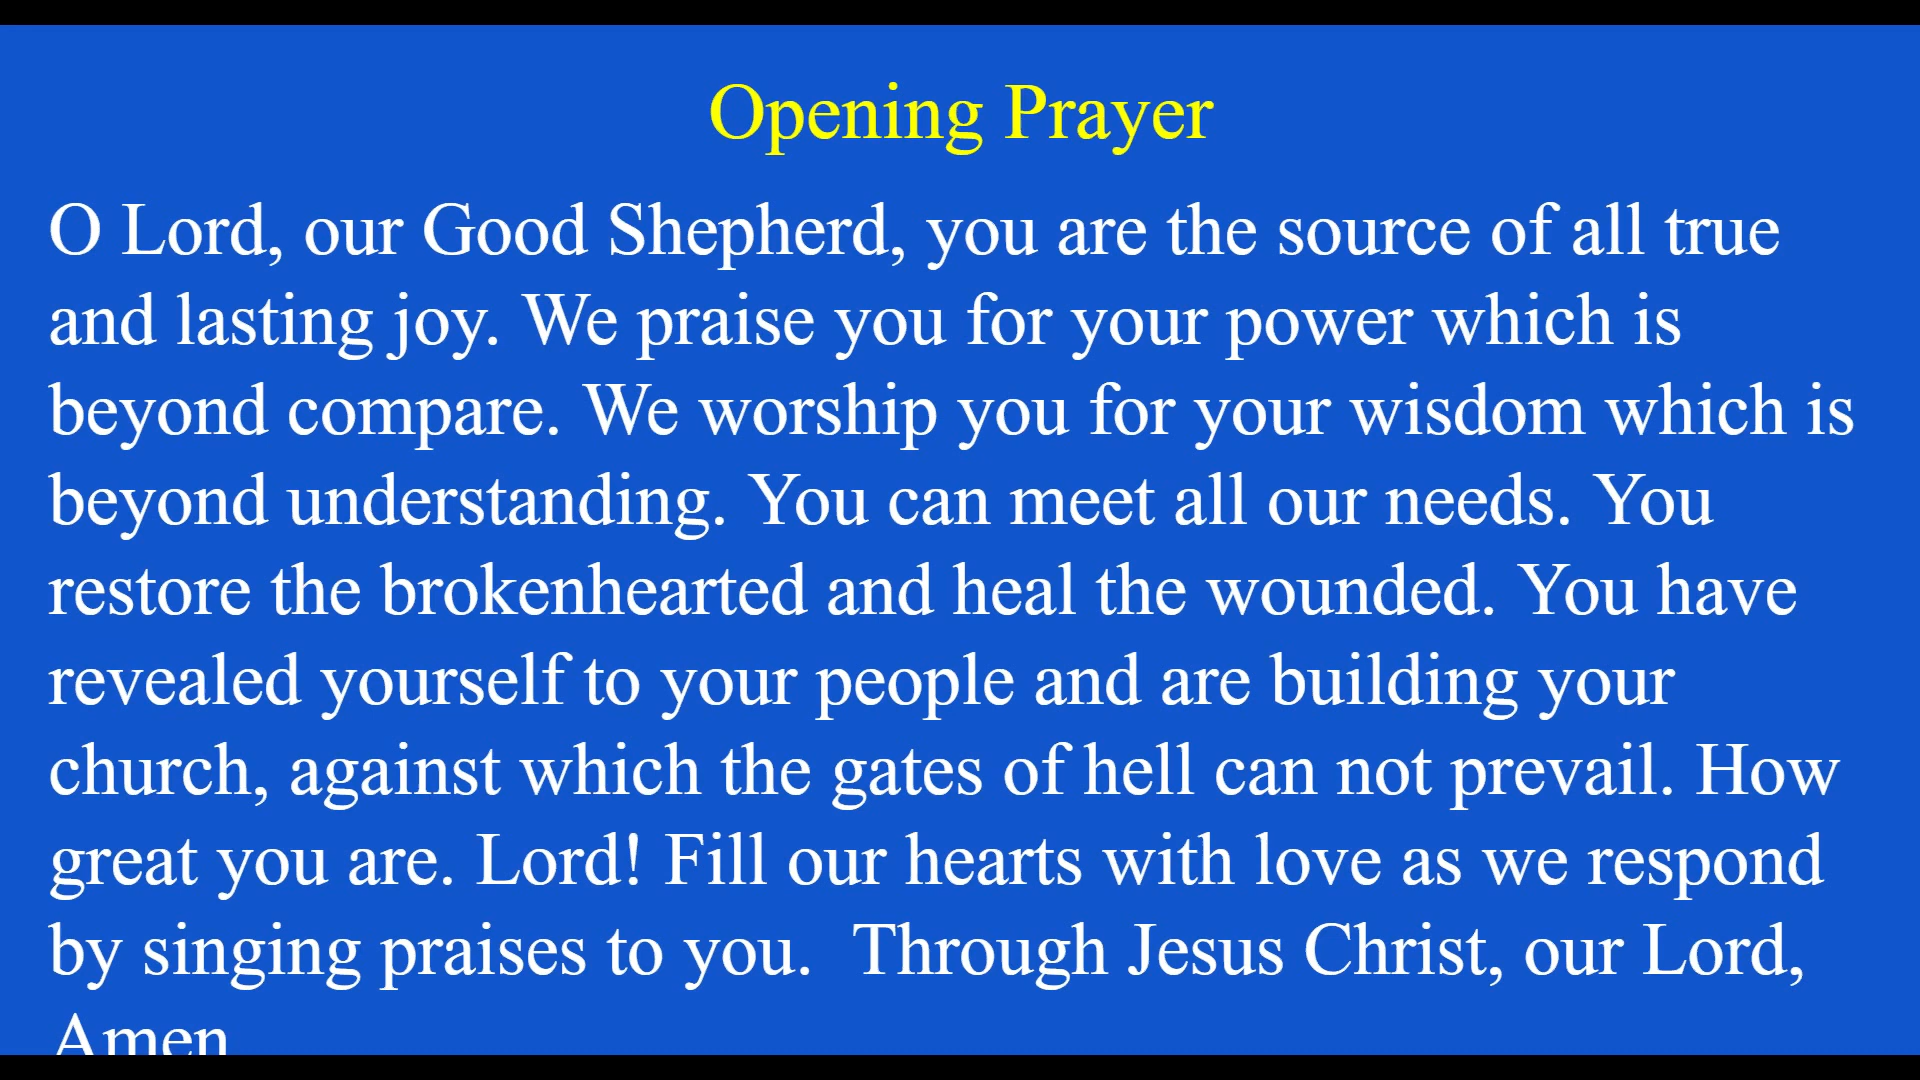 Opening Prayer
O Lord, our Good Shepherd, you are the source of all true
and lasting joy. We praise you for your power which is
beyond compare. We worship you for your wisdom which is
beyond understanding. You can meet all our needs. You
restore the brokenhearted and heal the wounded. You have
revealed yourself to your people and are building your
church, against which the gates of hell can not prevail. How
great you are. Lord! Fill our hearts with love as we respond
by singing praises to you.  Through Jesus Christ, our Lord,
Amen